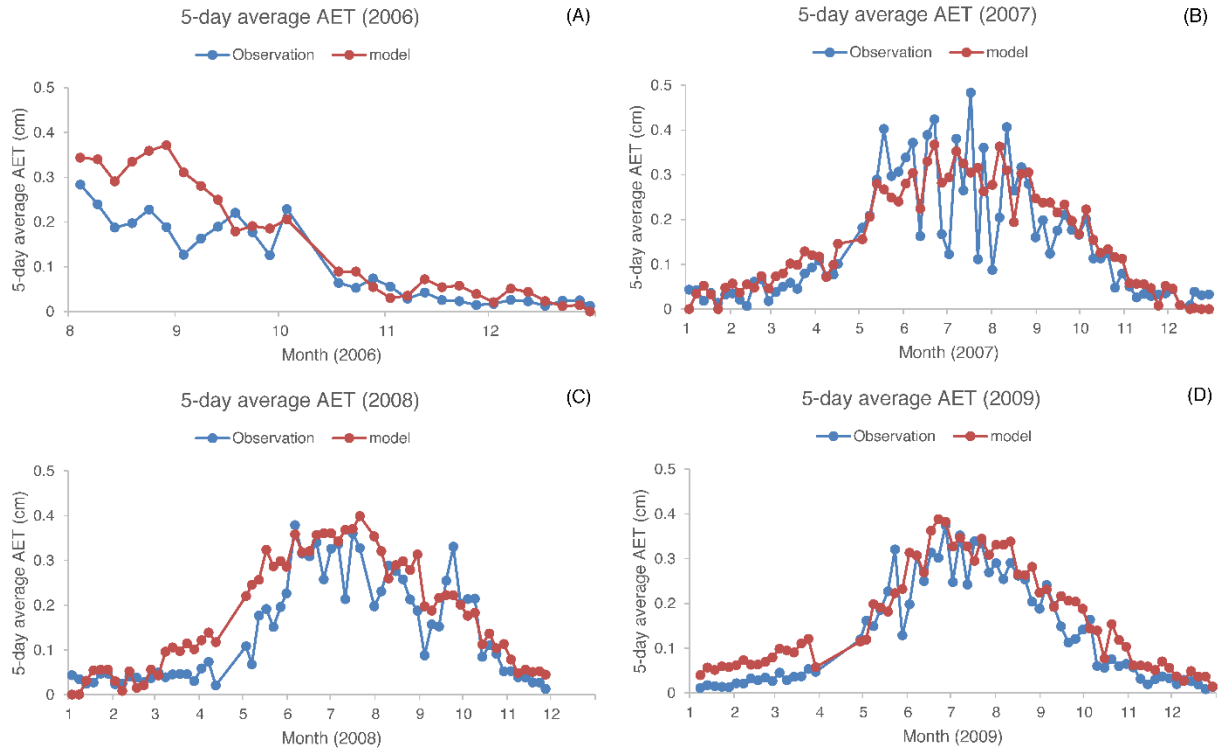 5-day average AET (2006)
(A)
Observation
model
5-day average AET (cm)
0.5
0.4
0.3
0.2
0.1
0
8
9
10
11
12
Month (2006)
5-day average AET (2007)
(B)
Observation
model
5-day average AET (cm)
0.5
0.4
0.3
0.2
0.1
0
1
2
3
4
5
6
7
8
9
10
11
12
Month (2007)
5-day average AET (2008)
(C)
Observation
model
5-day average AET (cm)
0.5
0.4
0.3
0.2
0.1
0
1
2
3
4
5
6
7
8
9
10
11
12
Month (2008)
5-day average AET (2009)
(D)
Observation
model
5-day average AET (cm)
0.5
0.4
0.3
0.2
0.1
0
1
2
3
4
5
6
7
8
9
10
11
12
Month (2009)